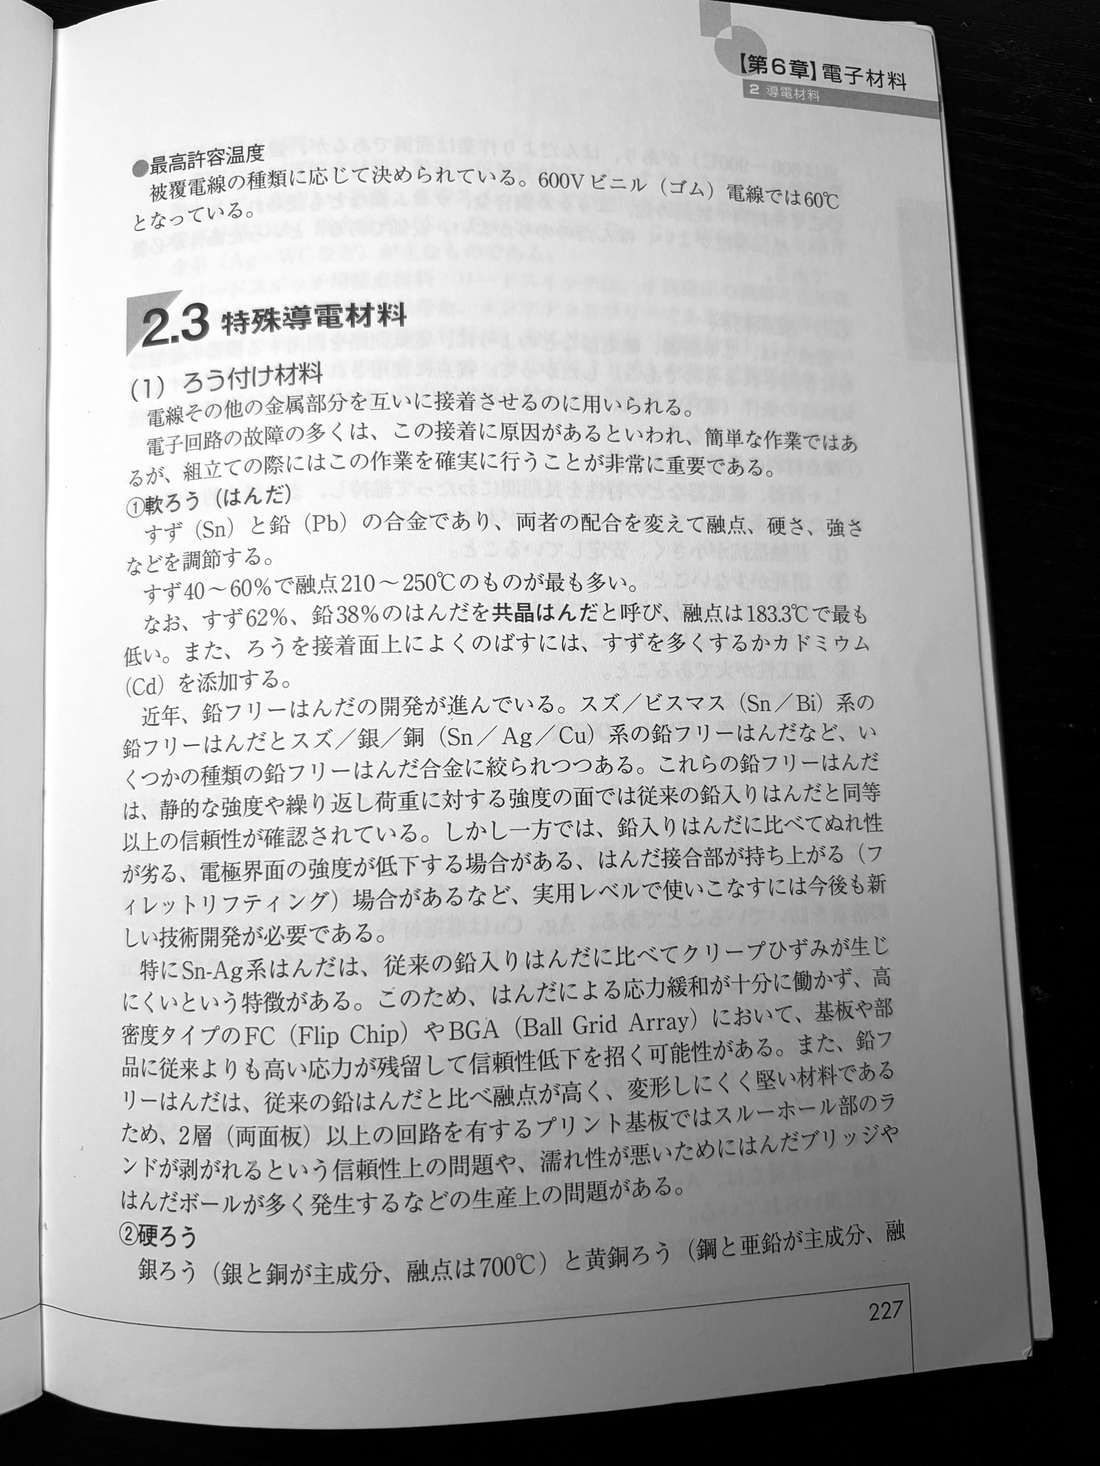 【第6章】電子材料
2 導電材料
●最高許容温度
被覆電線の種類に応じて決められている。600Vビニル（ゴム）電線では60℃
となっている。
2.3 特殊導電材料
（1）ろう付け材料
電線その他の金属部分を互いに接着させるのに用いられる。
電子回路の故障の多くは、この接着に原因があるといわれ、簡単な作業ではあ
るが、組立ての際にはこの作業を確実に行うことが非常に重要である。
①軟ろう（はんだ）
すず（Sn）と鉛（Pb）の合金であり、両者の配合を変えて融点、硬さ、強さ
などを調節する。
すず40～60％で融点210～250℃のものが最も多い。
なお、すず62％、鉛38％のはんだを共晶はんだと呼び、融点は183.3℃で最も
低い。また、ろうを接着面上によくのばすには、すずを多くするかカドミウム
（Cd）を添加する。
近年、鉛フリーはんだの開発が進んでいる。スズ／ビスマス（Sn／Bi）系の
鉛フリーはんだとスズ／銀／銅（Sn／Ag／Cu）系の鉛フリーはんだなど、い
くつかの種類の鉛フリーはんだ合金に絞られつつある。これらの鉛フリーはんだ
は、静的な強度や繰り返し荷重に対する強度の面では従来の鉛入りはんだと同等
以上の信頼性が確認されている。しかし一方では、鉛入りはんだに比べてぬれ性
が劣る、電極界面の強度が低下する場合がある、はんだ接合部が持ち上がる（フ
ィレットリフティング）場合があるなど、実用レベルで使いこなすには今後も新
しい技術開発が必要である。
特にSn-Ag系はんだは、従来の鉛入りはんだに比べてクリープひずみが生じ
にくいという特徴がある。このため、はんだによる応力緩和が十分に働かず、高
密度タイプのFC（Flip Chip）やBGA（Ball Grid Array）において、基板や部
品に従来よりも高い応力が残留して信頼性低下を招く可能性がある。また、鉛フ
リーはんだは、従来の鉛はんだと比べ融点が高く、変形しにくく堅い材料である
ため、2層（両面板）以上の回路を有するプリント基板ではスルーホール部のラ
ンドが剥がれるという信頼性上の問題や、濡れ性が悪いためにはんだブリッジや
はんだボールが多く発生するなどの生産上の問題がある。
②硬ろう
銀ろう（銀と銅が主成分、融点は700℃）と黄銅ろう（鋼と亜鉛が主成分、融
227